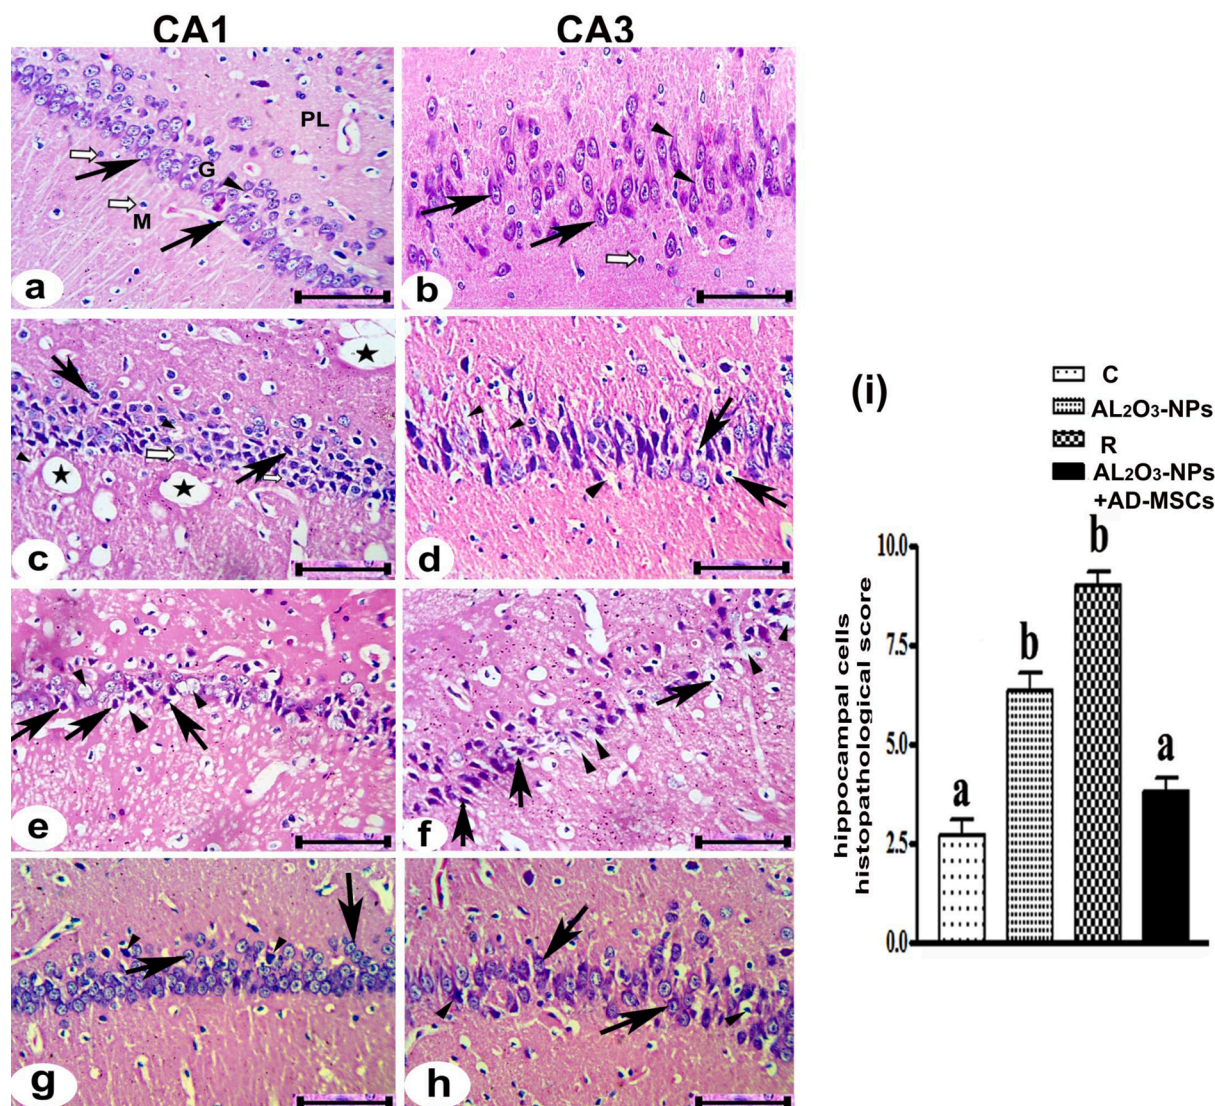 CA1 CA3
PL
G
M
a
b
c
d
e
f
g
h
(i)
C
AL₂O₃-NPs
R
AL₂O₃-NPs
+AD-MSCs
hippocampal cells
histopathological score
10.0
7.5
5.0
2.5
0.0
a
b
b
a